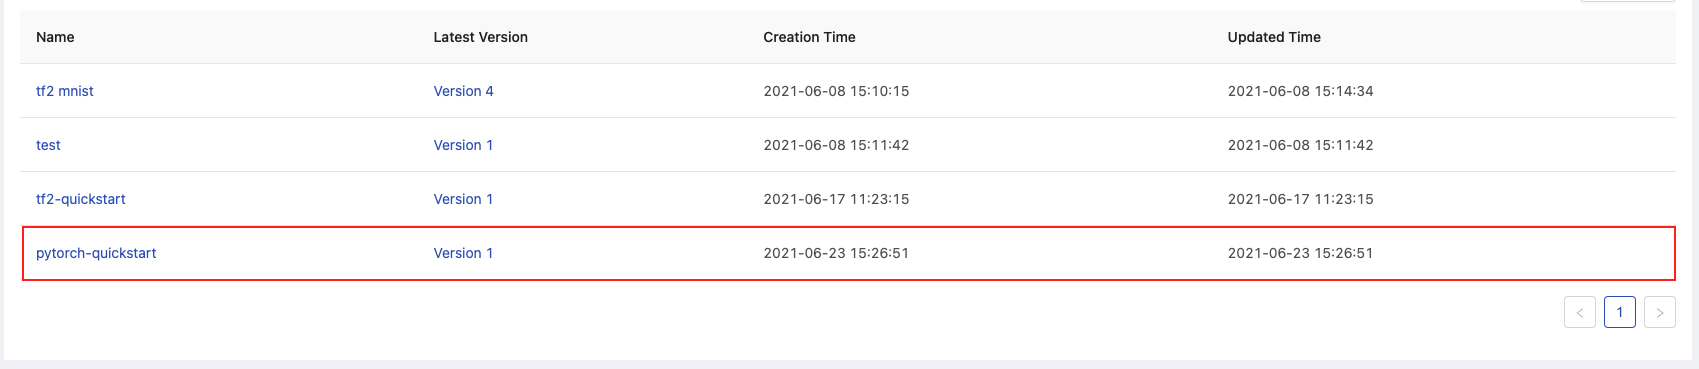 Name Latest Version Creation Time Updated Time
tf2 mnist Version 4 2021-06-08 15:10:15 2021-06-08 15:14:34
test Version 1 2021-06-08 15:11:42 2021-06-08 15:11:42
tf2-quickstart Version 1 2021-06-17 11:23:15 2021-06-17 11:23:15
pytorch-quickstart Version 1 2021-06-23 15:26:51 2021-06-23 15:26:51
< 1 >